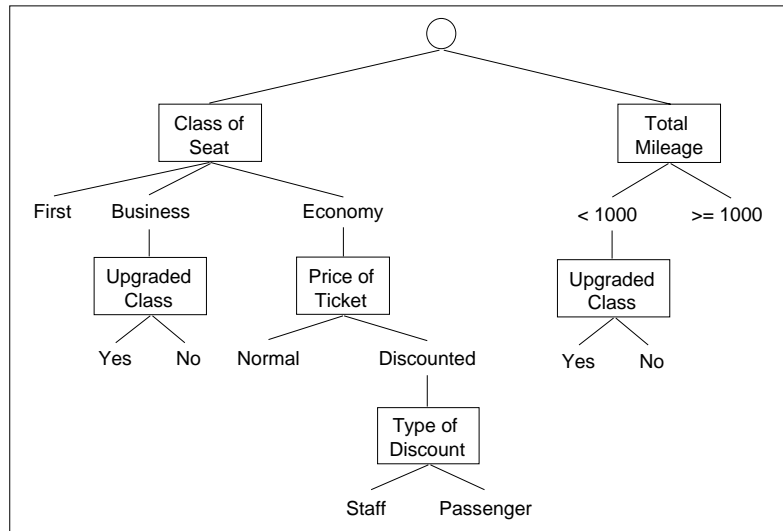 Class of
Seat
Total
Mileage
First
Business
Economy
< 1000
>= 1000
Upgraded
Class
Price of
Ticket
Upgraded
Class
Yes
No
Normal
Discounted
Yes
No
Type of
Discount
Staff
Passenger